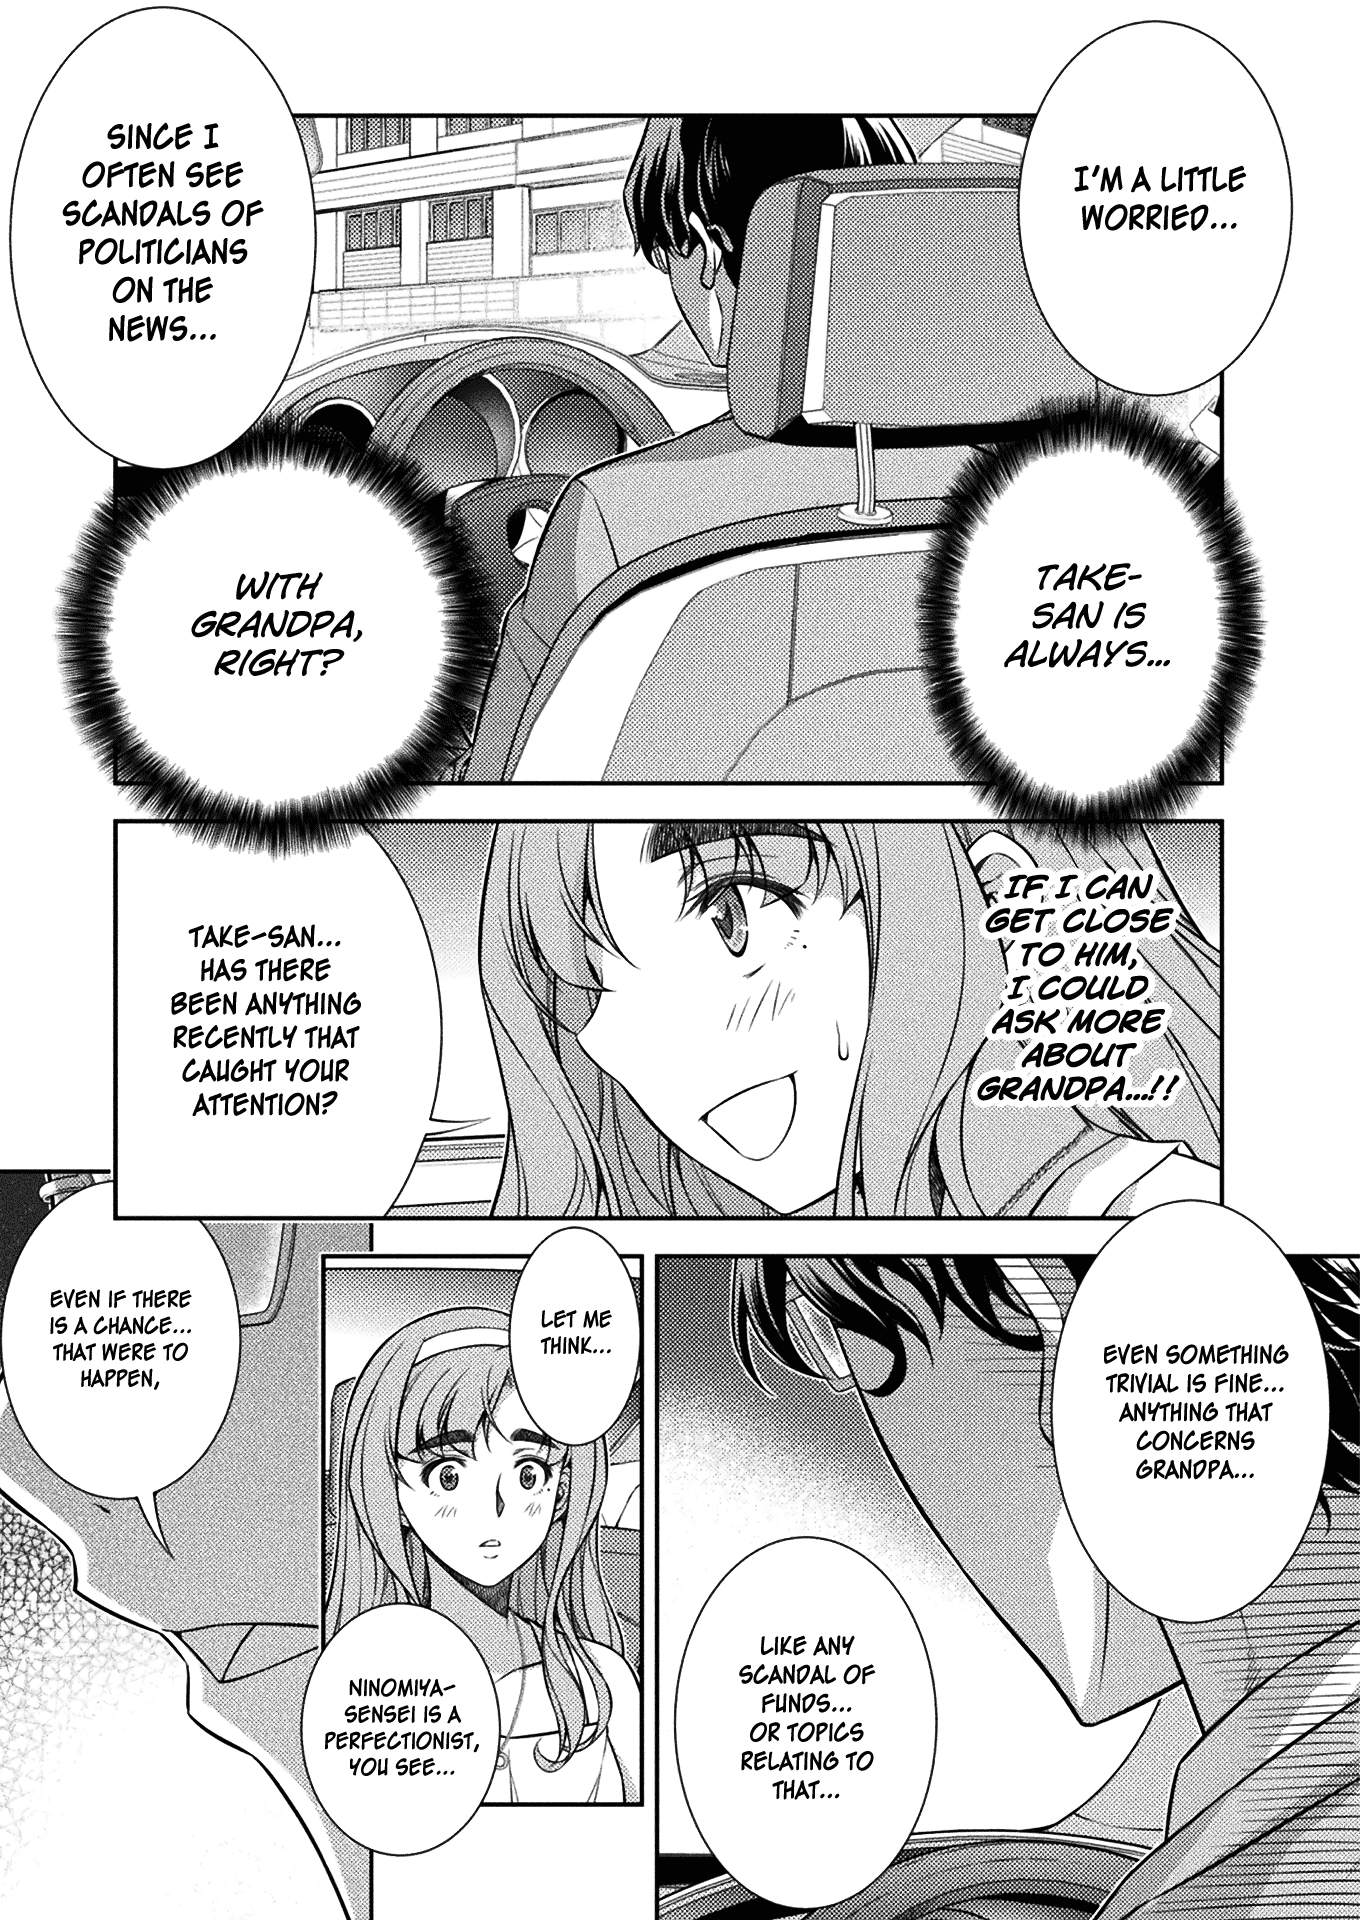 I'M A LITTLE
WORRIED...
SINCE I
OFTEN SEE
SCANDALS OF
POLITICIANS
ON THE
NEWS...
TAKE-
SAN IS
ALWAYS...
WITH
GRANDPA,
RIGHT?
IF I CAN
GET CLOSE
TO HIM,
I COULD
ASK MORE
ABOUT
GRANDPA...!!
TAKE-SAN...
HAS THERE
BEEN ANYTHING
RECENTLY THAT
CAUGHT YOUR
ATTENTION?
EVEN SOMETHING
TRIVIAL IS FINE...
ANYTHING THAT
CONCERNS
GRANDPA...
LIKE ANY
SCANDAL OF
FUNDS...
OR TOPICS
RELATING TO
THAT...
LET ME
THINK...
NINOMIYA-
SENSEI IS A
PERFECTIONIST,
YOU SEE...
EVEN IF THERE
IS A CHANCE...
THAT WERE TO
HAPPEN,